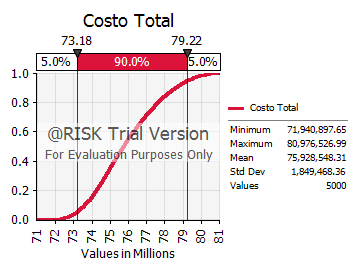 Costo Total
73.18 79.22
5.0% 90.0% 5.0%
1.0
0.8
0.6
0.4
0.2
0.0
@RISK Trial Version
For Evaluation Purposes Only
71 72 73 74 75 76 77 78 79 80 81
Values in Millions
Costo Total
Minimum 71,940,897.65
Maximum 80,976,526.99
Mean 75,928,548.31
Std Dev 1,849,468.36
Values 5000